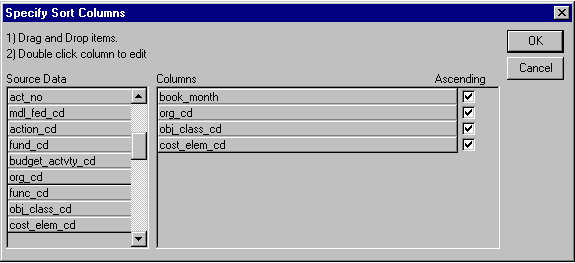 Specify Sort Columns
1) Drag and Drop items.
2) Double click column to edit
OK
Cancel
Source Data
act_no
mdl_fed_cd
action_cd
fund_cd
budget_actvty_cd
org_cd
func_cd
obj_class_cd
cost_elem_cd
Columns Ascending
book_month
org_cd
obj_class_cd
cost_elem_cd